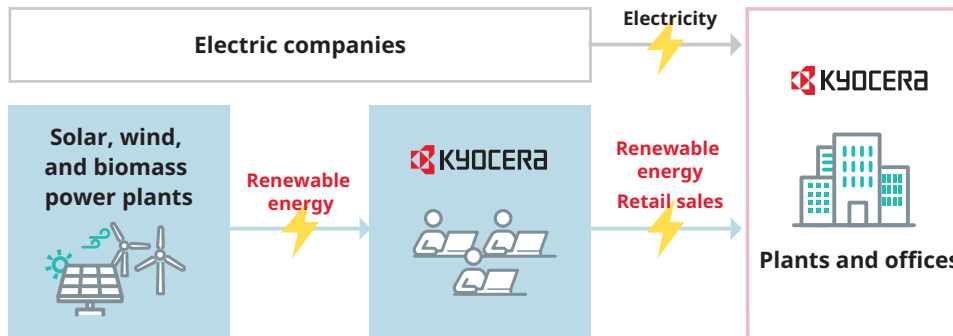 Electric companies
Electricity
KYOCERA
Solar, wind,
and biomass
power plants
Renewable
energy
KYOCERA
Renewable
energy
Retail sales
Plants and offices